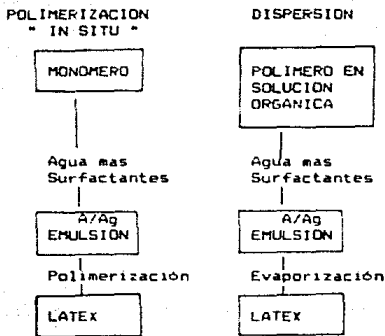 POLIMERIZACION
" IN SITU "
MONOMERO
Agua mas
Surfactantes
A/Ag
EMULSION
Polimerización
LATEX
DISPERSION
POLIMERO EN
SOLUCION
ORGANICA
Agua mas
Surfactantes
A/Ag
EMULSION
Evaporización
LATEX